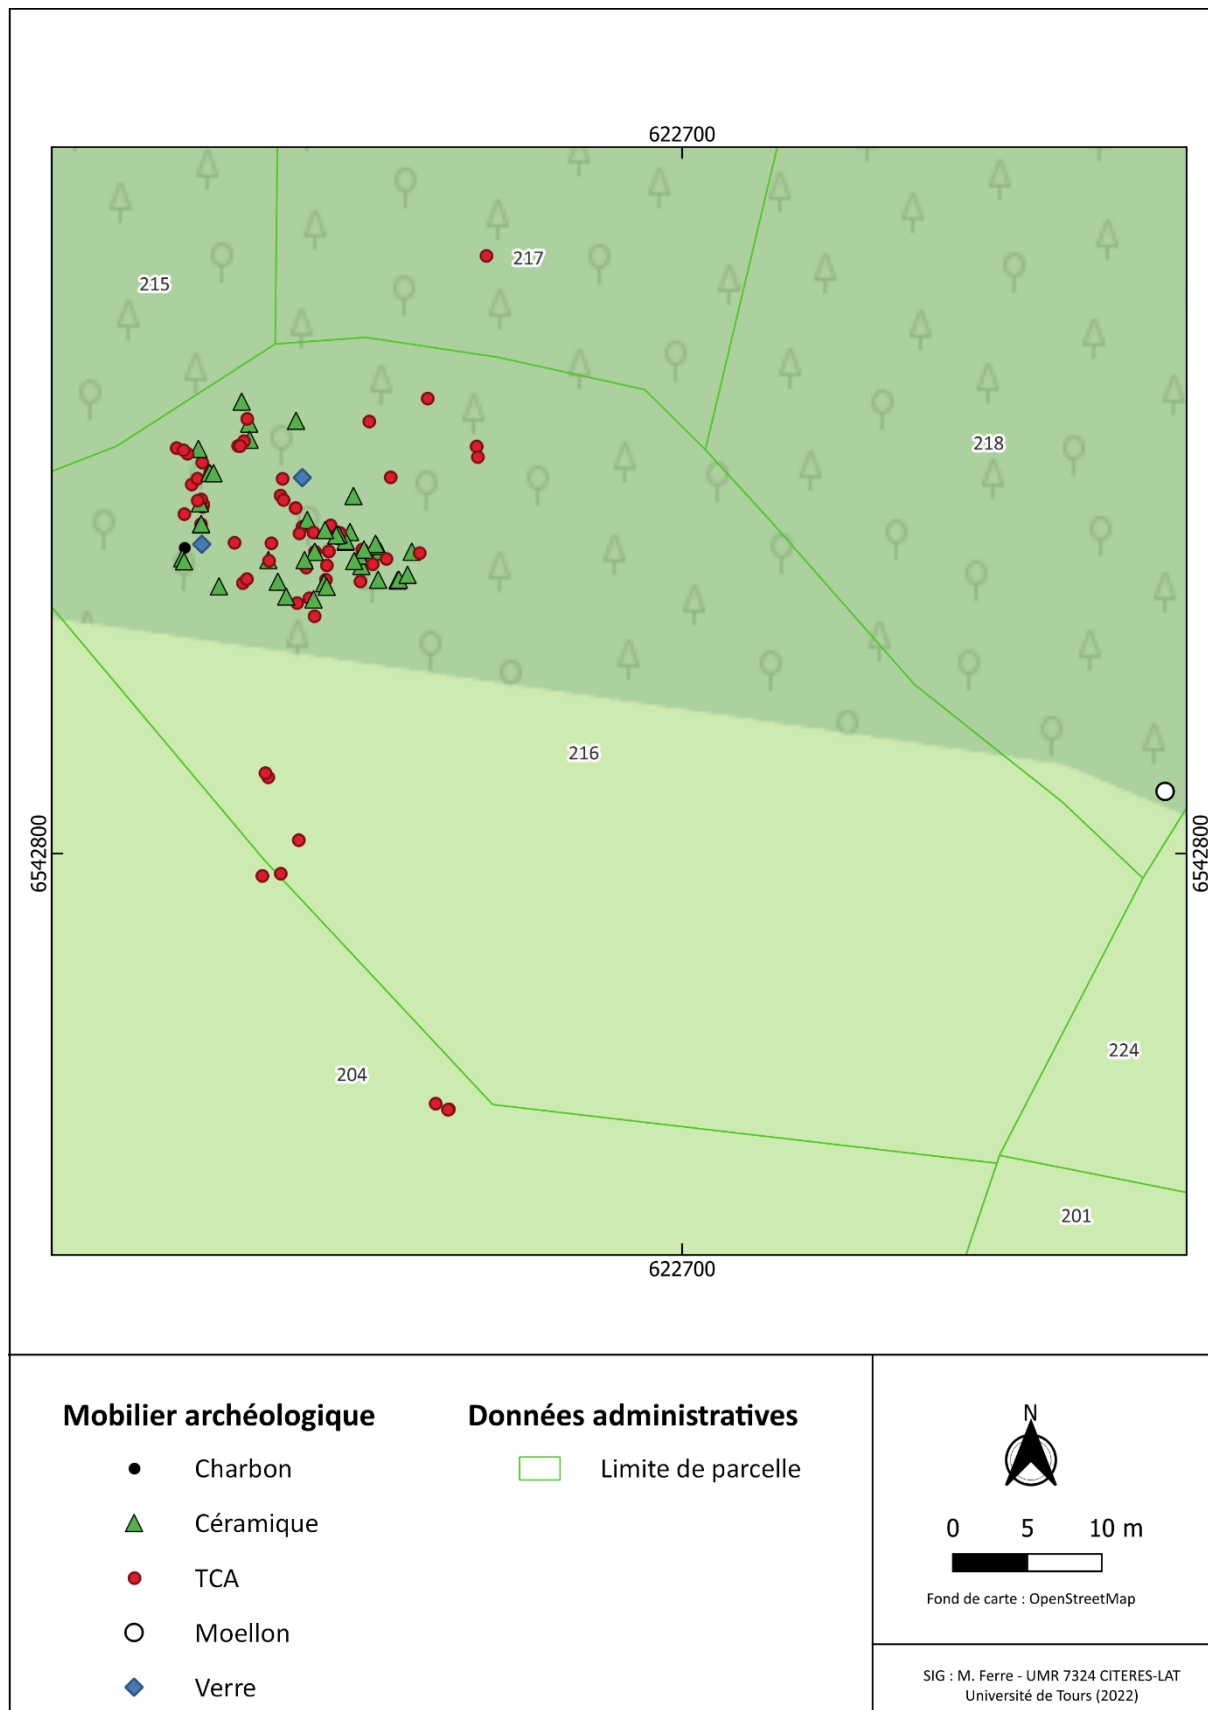 622700
217
215
218
216
6542800
6542800
224
204
201
622700
Mobilier archéologique
Charbon
Céramique
TCA
Moellon
Verre
Données administratives
Limite de parcelle
N
0 5 10 m
Fond de carte : OpenStreetMap
SIG : M. Ferre - UMR 7324 CITERES-LAT
Université de Tours (2022)